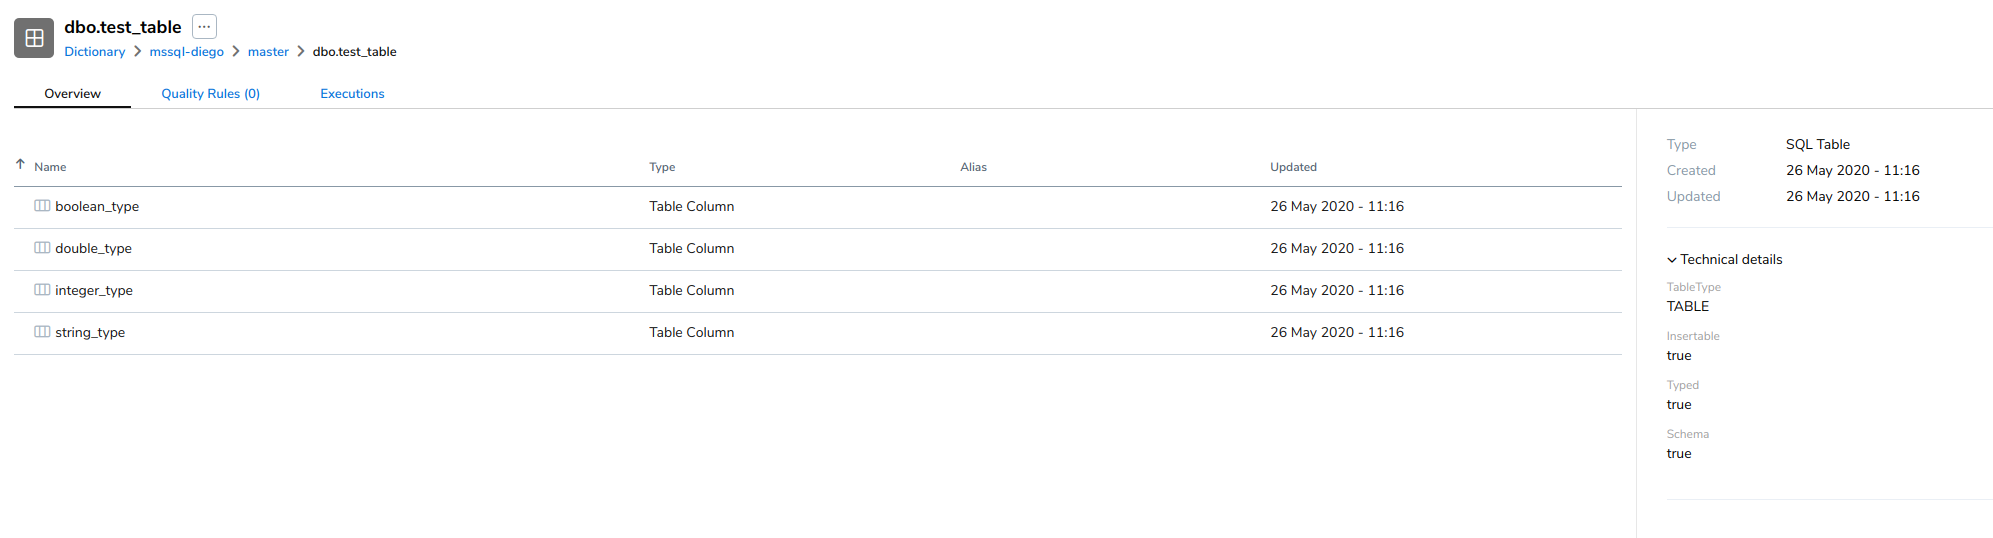 dbo.test_table ...
Dictionary > mssql-diego > master > dbo.test_table
Overview Quality Rules (0) Executions
Name Type Alias Updated
boolean_type Table Column 26 May 2020 - 11:16
double_type Table Column 26 May 2020 - 11:16
integer_type Table Column 26 May 2020 - 11:16
string_type Table Column 26 May 2020 - 11:16
Type SQL Table
Created 26 May 2020 - 11:16
Updated 26 May 2020 - 11:16
Technical details
TableType
TABLE
Insertable
true
Typed
true
Schema
true